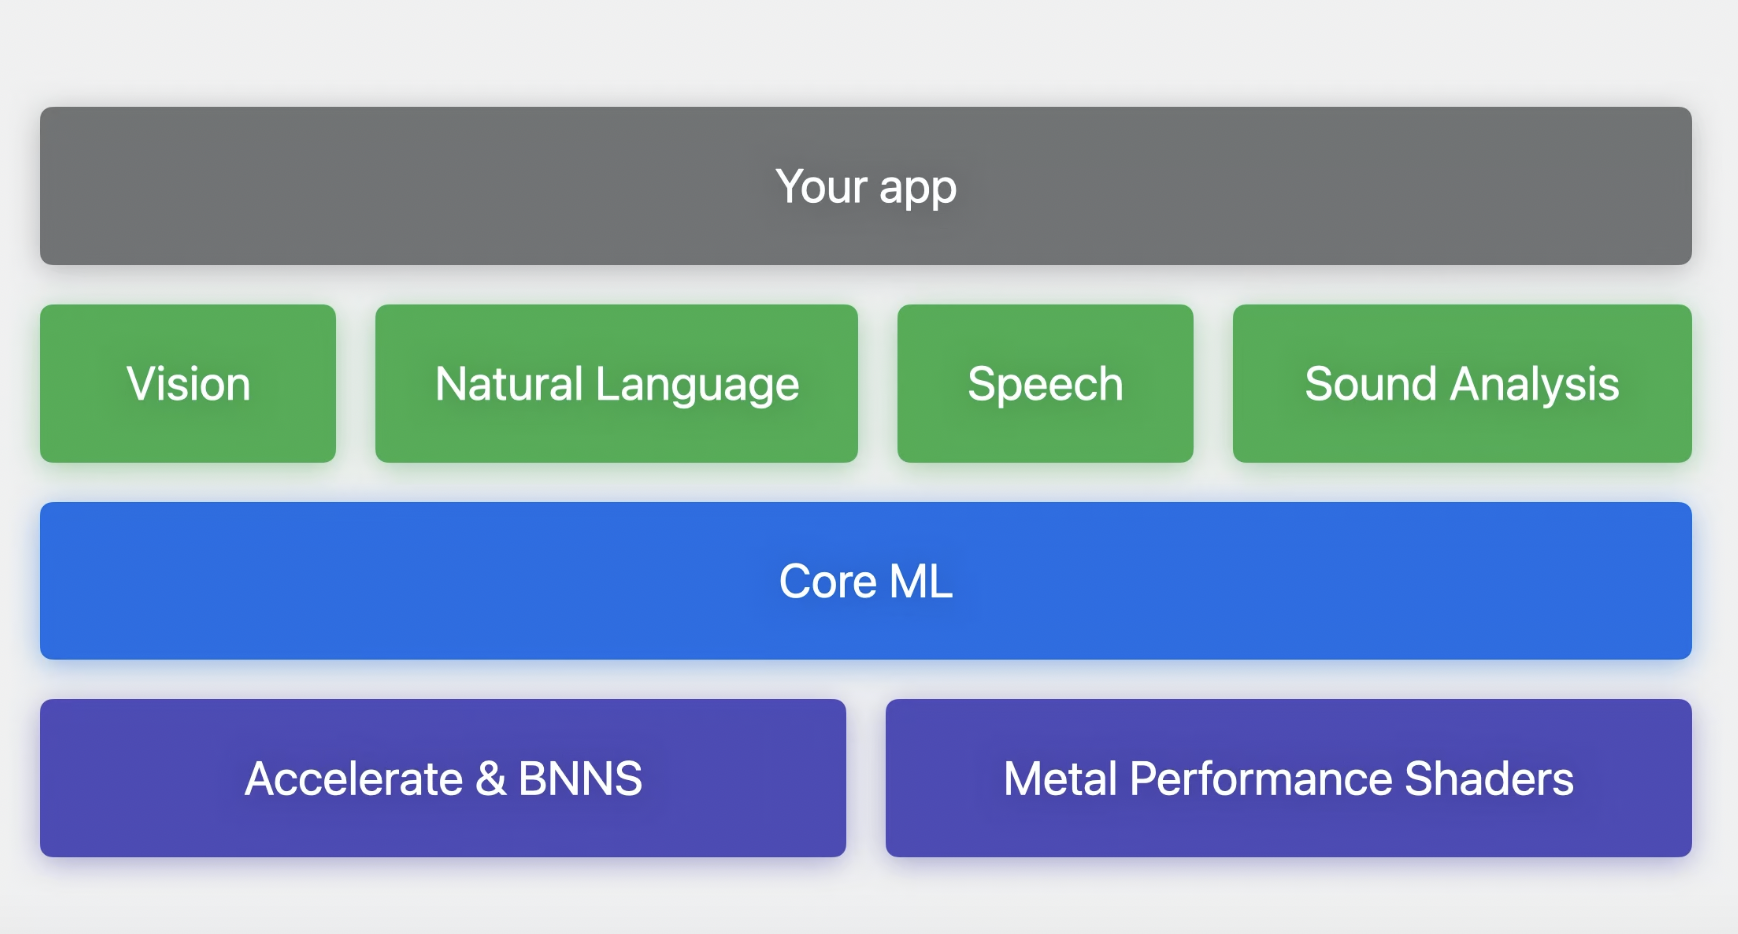 Your app
Vision
Natural Language
Speech
Sound Analysis
Core ML
Accelerate & BNNS
Metal Performance Shaders